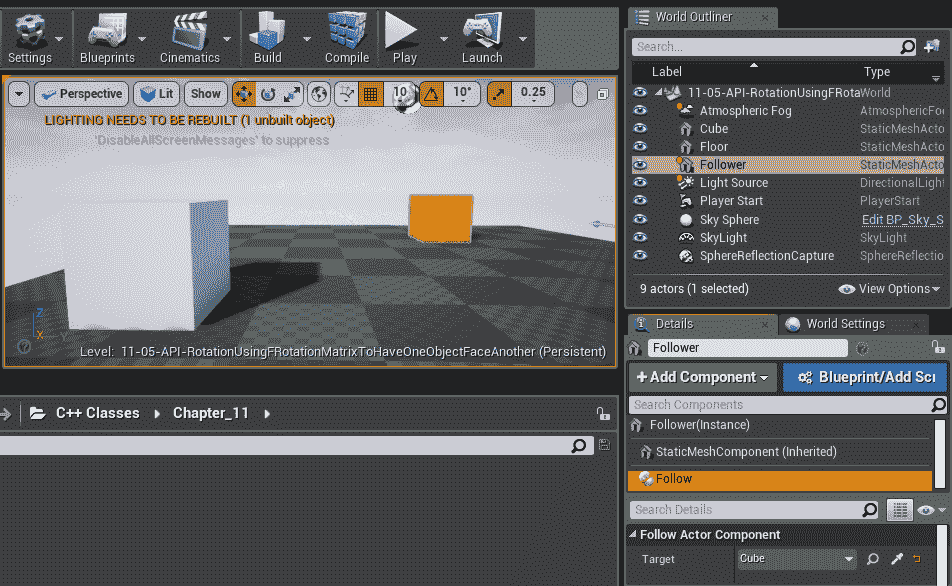 Settings Blueprints Cinematics Build Compile Play Launch
Perspective Lit Show 10 10° 0.25
LIGHTING NEEDS TO BE REBUILT (1 unbuilt object)
'DisableAllScreenMessages' to suppress
Z
X
Y
Level: 11-05-API-RotationUsingFRotationMatrixToHaveOneObjectFaceAnother (Persistent)
C++ Classes Chapter_11
World Outliner
Search...
Label Type
11-05-API-RotationUsingFRotaWorld
Atmospheric Fog AtmosphericFo
Cube StaticMeshActo
Floor StaticMeshActo
Follower StaticMeshActo
Light Source DirectionalLight
Player Start PlayerStart
Sky Sphere Edit BP_Sky_S
SkyLight SkyLight
SphereReflectionCapture SphereReflectio
9 actors (1 selected) View Options
Details World Settings
Follower
+Add Component Blueprint/Add Scri
Search Components
Follower(Instance)
StaticMeshComponent (Inherited)
Follow
Search Details
Follow Actor Component
Target Cube